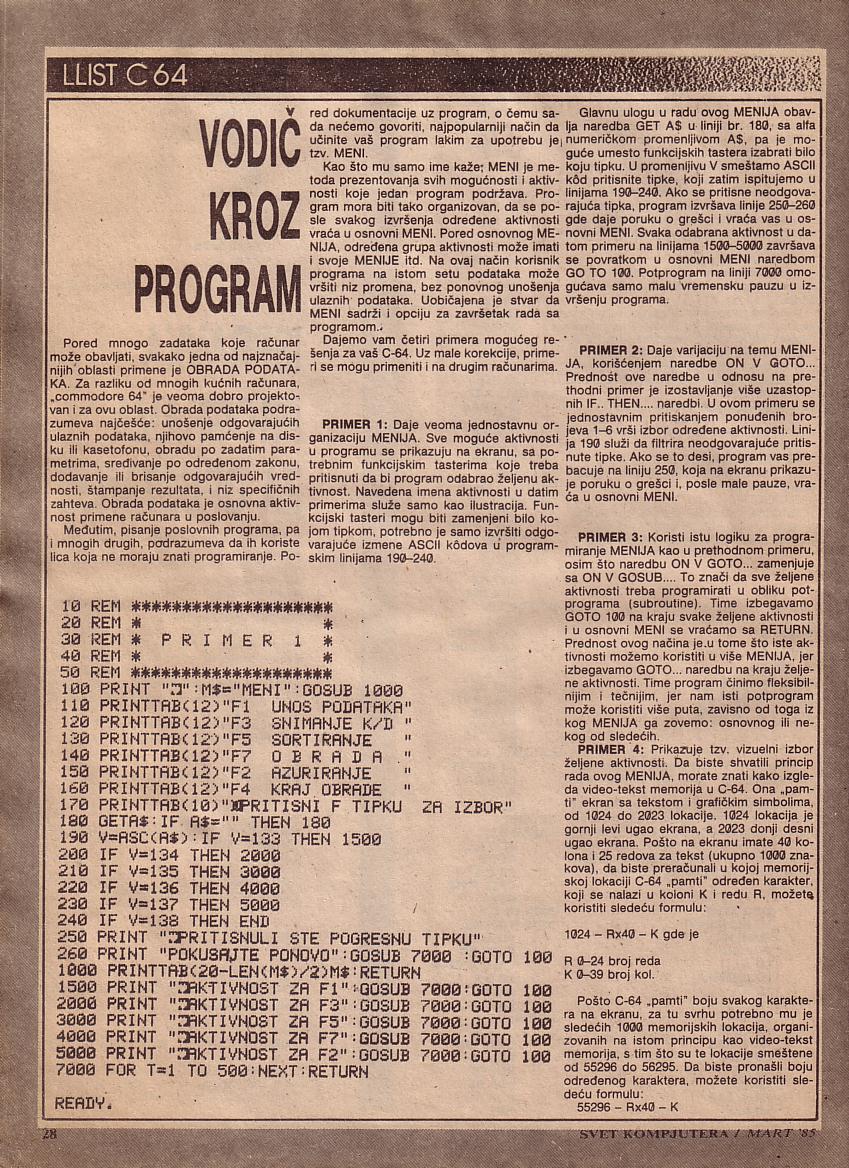 LLIST C 64
VODIČ
KROZ
PROGRAM
Pored mnogo zadataka koje računar
može obavljati, svakako jedna od najznačaj-
nijih oblasti primene je OBRADA PODATA-
KA. Za razliku od mnogih kućnih računara,
„commodore 64” je veoma dobro projekto-
van i za ovu oblast. Obrada podataka podra-
zumeva najčešće: unošenje odgovarajućih
ulaznih podataka, njihovo pamćenje na dis-
ku ili kasetofonu, obradu po zadatim para-
metrima, sređivanje po određenom zakonu,
dodavanje ili brisanje odgovarajućih vred-
nosti, štampanje rezultata, i niz specifičnih
zahteva. Obrada podataka je osnovna aktiv-
nost primene računara u poslovanju.
Međutim, pisanje poslovnih programa, pa
i mnogih drugih, podrazumeva da ih koriste
lica koja ne moraju znati programiranje. Po-
red dokumentacije uz program, o čemu sa-
da nećemo govoriti, najpopularniji način da
učinite vaš program lakim za upotrebu je
tzv. MENI.
Kao što mu samo ime kaže; MENI je me-
toda prezentovanja svih mogućnosti i aktiv-
nosti koje jedan program podržava. Pro-
gram mora biti tako organizovan, da se po-
sle svakog izvršenja određene aktivnosti
vraća u osnovni MENI. Pored osnovnog ME-
NIJA, određena grupa aktivnosti može imati
i svoje MENIJE itd. Na ovaj način korisnik
programa na istom setu podataka može
vršiti niz promena, bez ponovnog unošenja
ulaznih podataka. Uobičajena je stvar da
MENI sadrži i opciju za završetak rada sa
programom.
Dajemo vam četiri primera mogućeg re-
šenja za vaš C-64. Uz male korekcije, prime-
ri se mogu primeniti i na drugim računarima.
PRIMER 1: Daje veoma jednostavnu or-
ganizaciju MENIJA. Sve moguće aktivnosti
u programu se prikazuju na ekranu, sa po-
trebnim funkcijskim tasterima koje treba
pritisnuti da bi program odabrao željenu ak-
tivnost. Navedena imena aktivnosti u datim
primerima služe samo kao ilustracija. Fun-
kcijski tasteri mogu biti zamenjeni bilo ko-
jom tipkom, potrebno je samo izvršiti odgo-
varajuće izmene ASCII kôdova u program-
skim linijama 190–240.
Glavnu ulogu u radu ovog MENIJA obav-
lja naredba GET A$ u liniji br. 180, sa alfa
numeričkom promenljivom A$, pa je mo-
guće umesto funkcijskih tastera izabrati bilo
koju tipku. U promenljivu V smeštamo ASCII
kôd pritisnite tipke, koji zatim ispitujemo u
linijama 190–240. Ako se pritisne neodgova-
rajuća tipka, program izvršava linije 250–260
gde daje poruku o grešci i vraća vas u os-
novni MENI. Svaka odabrana aktivnost u da-
tom primeru na linijama 1500–5000 završava
se povratkom u osnovni MENI naredbom
GO TO 100. Potprogram na liniji 7000 omo-
gućava samo malu vremensku pauzu u iz-
vršenju programa.
PRIMER 2: Daje varijaciju na temu MENI-
JA, korišćenjem naredbe ON V GOTO...
Prednost ove naredbe u odnosu na pre-
thodni primer je izostavljanje više uzastop-
nih IF.. THEN.... naredbi. U ovom primeru se
jednostavnim pritiskanjem ponuđenih bro-
jeva 1–6 vrši izbor određene aktivnosti. Lini-
ja 190 služi da filtrira neodgovarajuće pritis-
nute tipke. Ako se to desi, program vas pre-
bacuje na liniju 250, koja na ekranu prikazu-
je poruku o grešci i, posle male pauze, vra-
ća u osnovni MENI.
PRIMER 3: Koristi istu logiku za progra-
miranje MENIJA kao u prethodnom primeru,
osim što naredbu ON V GOTO... zamenjuje
sa ON V GOSUB.... To znači da sve željene
aktivnosti treba programirati u obliku pot-
programa (subroutine). Time izbegavamo
GOTO 100 na kraju svake željene aktivnosti
i u osnovni MENI se vraćamo sa RETURN.
Prednost ovog načina je.u tome što iste ak-
tivnosti možemo koristiti u više MENIJA, jer
izbegavamo GOTO... naredbu na kraju želje-
ne aktivnosti. Time program činimo fleksibil-
nijim i tečnijim, jer nam isti potprogram
može koristiti više puta, zavisno od toga iz
kog MENIJA ga zovemo: osnovnog ili ne-
kog od sledećih.
PRIMER 4: Prikazuje tzv. vizuelni izbor
željene aktivnosti. Da biste shvatili princip
rada ovog MENIJA, morate znati kako izgle-
da video-tekst memorija u C-64. Ona „pam-
ti” ekran sa tekstom i grafičkim simbolima,
od 1024 do 2023 lokacije. 1024 lokacija je
gornji levi ugao ekrana, a 2023 donji desni
ugao ekrana. Pošto na ekranu imate 40 ko-
lona i 25 redova za tekst (ukupno 1000 zna-
kova), da biste preračunali u kojoj memorij-
skoj lokaciji C-64 „pamti” određen karakter,
koji se nalazi u koloni K i redu R, možete
koristiti sledeću formulu:
1024 – Rx40 – K gde je
R 0–24 broj reda
K 0–39 broj kol.
Pošto C-64 „pamti” boju svakog karakte-
ra na ekranu, za tu svrhu potrebno mu je
sledećih 1000 memorijskih lokacija, organi-
zovanih na istom principu kao video-tekst
memorija, s tim što su te lokacije smeštene
od 55296 do 56295. Da biste pronašli boju
određenog karaktera, možete koristiti sle-
deću formulu:
55296 – Rx40 – K
10 REM ********************
20 REM *                  *
30 REM *  P R I M E R  1  *
40 REM *                  *
50 REM ********************
100 PRINT "":M$="MENI":GOSUB 1000
110 PRINTTAB(12)"F1  UNOS PODATAKA"
120 PRINTTAB(12)"F3  SNIMANJE K/D "
130 PRINTTAB(12)"F5  SORTIRANJE   "
140 PRINTTAB(12)"F7  O B R A D A  "
150 PRINTTAB(12)"F2  AZURIRANJE   "
160 PRINTTAB(12)"F4  KRAJ OBRADE  "
170 PRINTTAB(10)"PRITISNI F TIPKU  ZA IZBOR"
180 GETA$:IF A$="" THEN 180
190 V=ASC(A$):IF V=133 THEN 1500
200 IF V=134 THEN 2000
210 IF V=135 THEN 3000
220 IF V=136 THEN 4000
230 IF V=137 THEN 5000
240 IF V=138 THEN END
250 PRINT "PRITISNULI STE POGRESNU TIPKU"
260 PRINT "POKUSAJTE PONOVO":GOSUB 7000 :GOTO 100
1000 PRINTTAB(20-LEN(M$)/2)M$:RETURN
1500 PRINT "AKTIVNOST ZA F1":GOSUB 7000:GOTO 100
2000 PRINT "AKTIVNOST ZA F3":GOSUB 7000:GOTO 100
3000 PRINT "AKTIVNOST ZA F5":GOSUB 7000:GOTO 100
4000 PRINT "AKTIVNOST ZA F7":GOSUB 7000:GOTO 100
5000 PRINT "AKTIVNOST ZA F2":GOSUB 7000:GOTO 100
7000 FOR T=1 TO 500:NEXT:RETURN
READY.
28
SVET KOMPJUTERA / MART '85